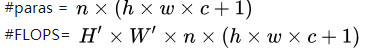 #paras = n × (h × w × c + 1)
#FLOPS= H′ × W′ × n × (h × w × c + 1)